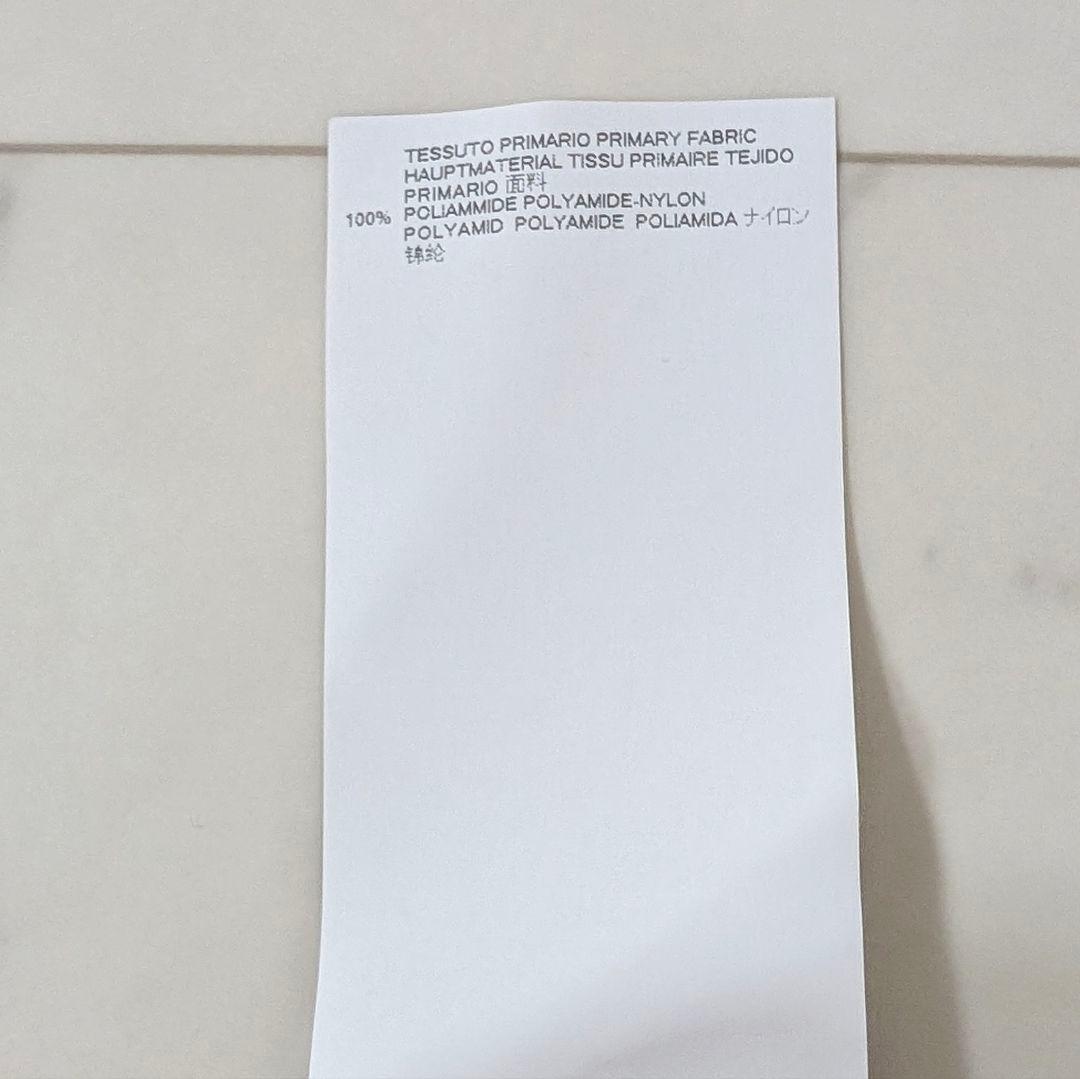 TESSUTO PRIMARIO PRIMARY FABRIC
HAUPTMATERIAL TISSU PRIMAIRE TEJIDO
PRIMARIO 面料
100% POLIAMMIDE POLYAMIDE-NYLON
POLYAMID POLYAMIDE POLIAMIDA ナイロン
锦纶